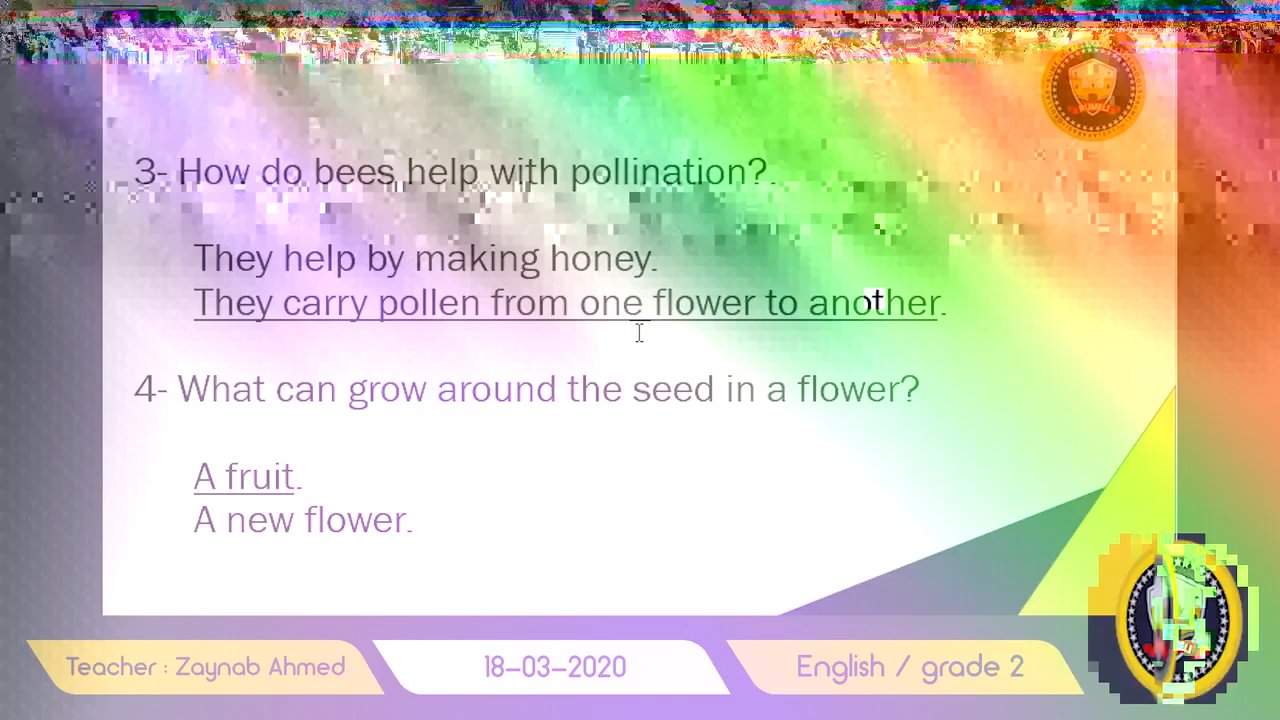 RUMELI
3- How do bees help with pollination?.
They help by making honey.
They carry pollen from one flower to another.
4- What can grow around the seed in a flower?
A fruit.
A new flower.
Teacher : Zaynab Ahmed
18-03-2020
English / grade 2